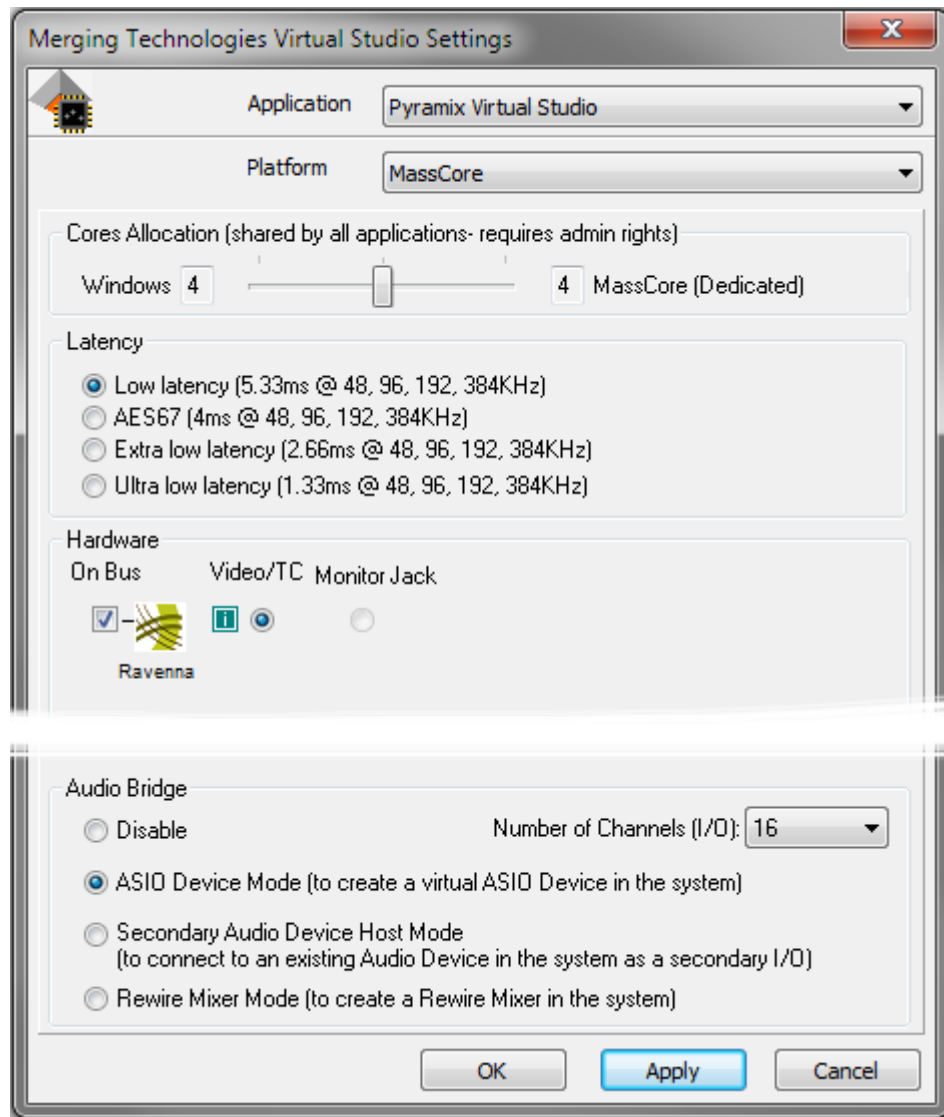 Merging Technologies Virtual Studio Settings
Application Pyramix Virtual Studio
Platform MassCore
Cores Allocation (shared by all applications- requires admin rights)
Windows 4 4 MassCore (Dedicated)
Latency
Low latency (5.33ms @ 48, 96, 192, 384KHz)
AES67 (4ms @ 48, 96, 192, 384KHz)
Extra low latency (2.66ms @ 48, 96, 192, 384KHz)
Ultra low latency (1.33ms @ 48, 96, 192, 384KHz)
Hardware
On Bus Video/TC Monitor Jack
i
Ravenna
Audio Bridge
Disable Number of Channels (I/O): 16
ASIO Device Mode (to create a virtual ASIO Device in the system)
Secondary Audio Device Host Mode
(to connect to an existing Audio Device in the system as a secondary I/O)
Rewire Mixer Mode (to create a Rewire Mixer in the system)
OK Apply Cancel